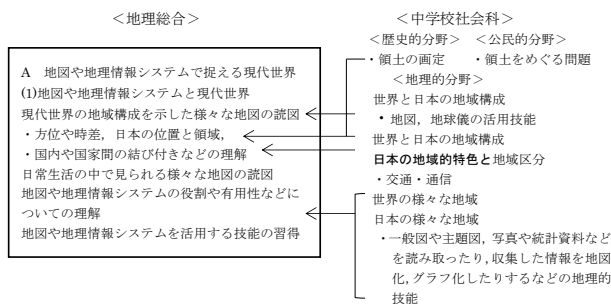 ＜地理総合＞
A　地図や地理情報システムで捉える現代世界
(1)地図や地理情報システムと現代世界
現代世界の地域構成を示した様々な地図の読図
・方位や時差，日本の位置と領域，
・国内や国家間の結び付きなどの理解
日常生活の中で見られる様々な地図の読図
地図や地理情報システムの役割や有用性などに
ついての理解
地図や地理情報システムを活用する技能の習得
＜中学校社会科＞
＜歴史的分野＞　＜公民的分野＞
・領土の画定　・領土をめぐる問題
＜地理的分野＞
世界と日本の地域構成
・地図，地球儀の活用技能
世界と日本の地域構成
日本の地域的特色と地域区分
・交通・通信
世界の様々な地域
日本の様々な地域
・一般図や主題図，写真や統計資料など
を読み取ったり,収集した情報を地図
化，グラフ化したりするなどの地理的
技能